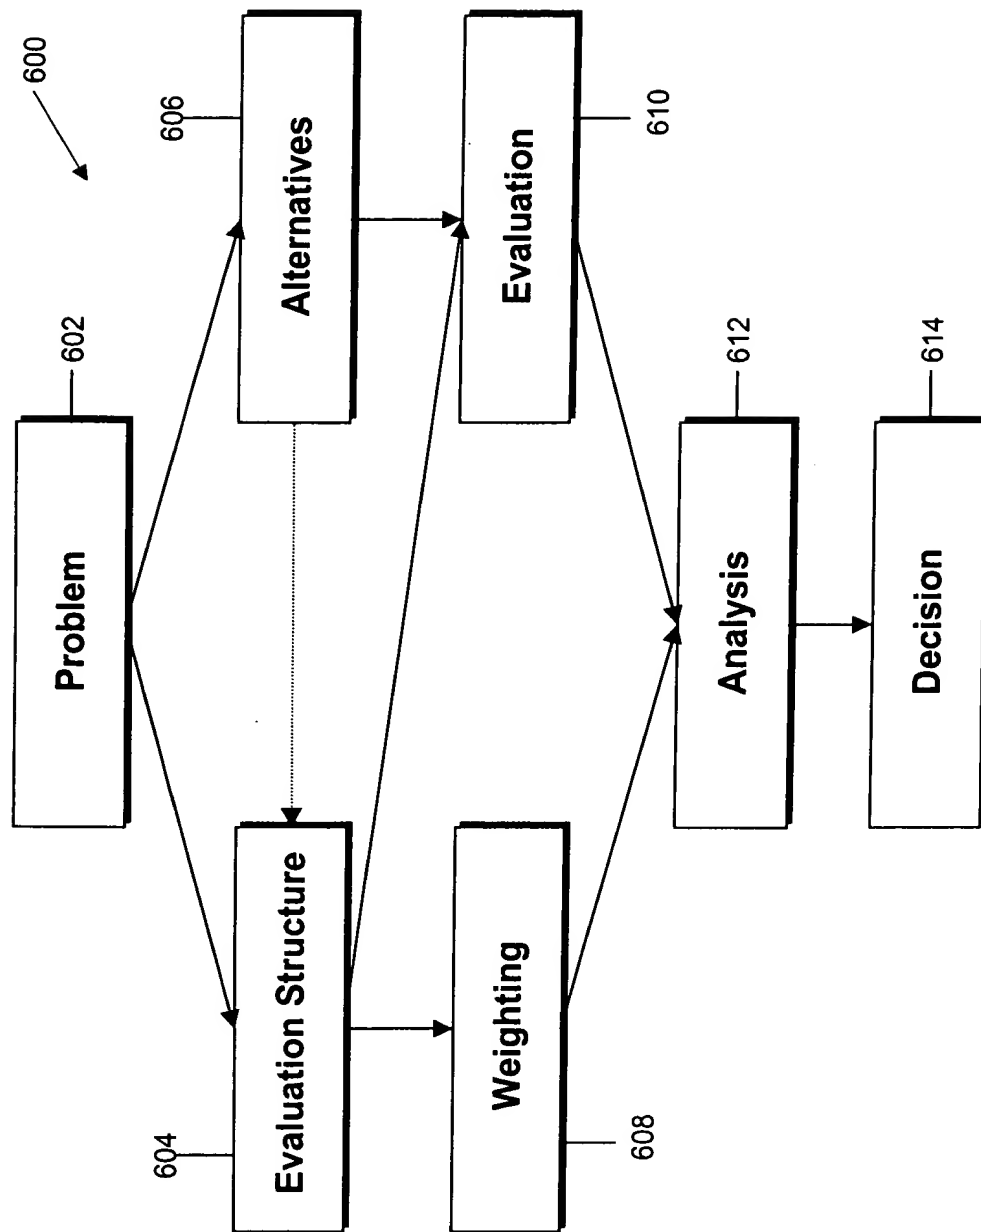 600
Problem
602
Evaluation Structure
604
Alternatives
606
Weighting
608
Evaluation
610
Analysis
612
Decision
614